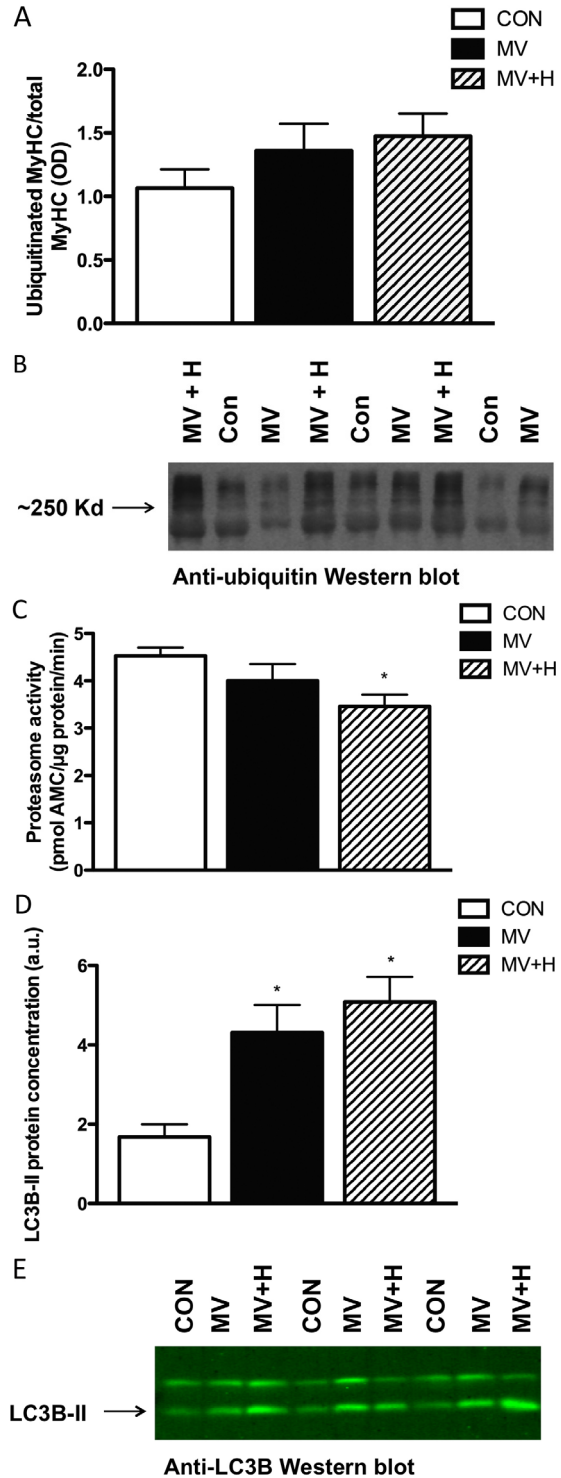 A
CON
MV
MV+H
Ubiquitinated MyHC/total
MyHC (OD)
2.0
1.5
1.0
0.5
0.0
B
MV + H
Con
MV
MV + H
Con
MV
MV + H
Con
MV
~250 Kd
Anti-ubiquitin Western blot
C
CON
MV
MV+H
Proteasome activity
(pmol AMC/µg protein/min)
5
4
3
2
1
0
*
D
CON
MV
MV+H
LC3B-II protein concentration (a.u.)
6
4
2
0
*
*
E
CON
MV
MV+H
CON
MV
MV+H
CON
MV
MV+H
LC3B-II
Anti-LC3B Western blot